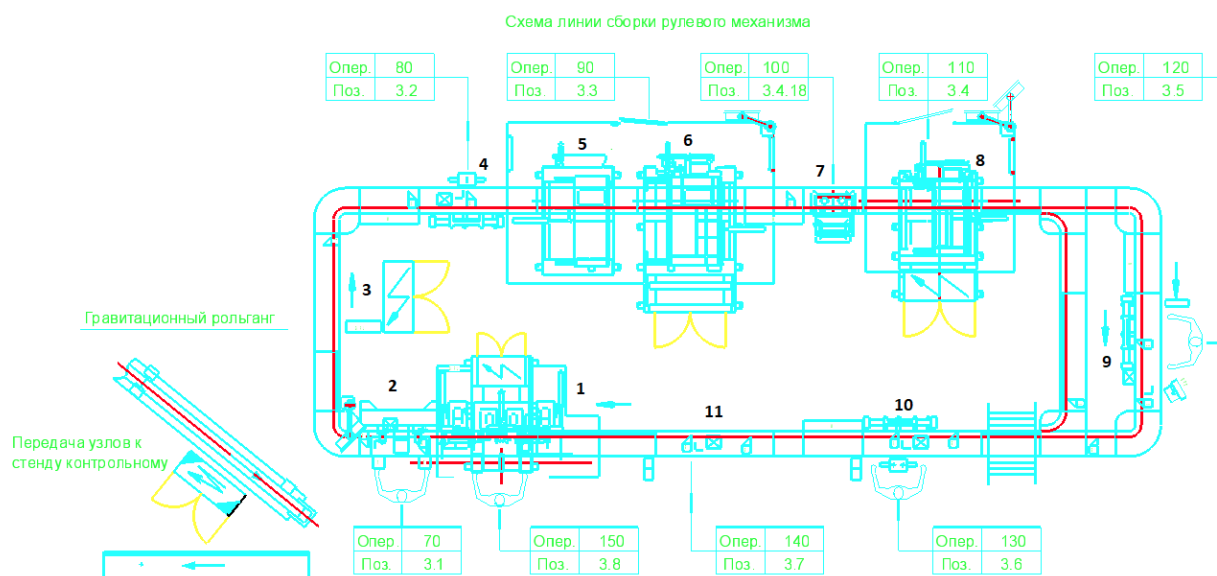 Схема линии сборки рулевого механизма
Опер. 80
Поз. 3.2
Опер. 90
Поз. 3.3
Опер. 100
Поз. 3.4.18
Опер. 110
Поз. 3.4
Опер. 120
Поз. 3.5
4
5
6
7
8
3
Гравитационный рольганг
9
2
1
11
10
Передача узлов к
стенду контрольному
Опер 70
Поз. 3.1
Опер. 150
Поз. 3.8
Опер. 140
Поз. 3.7
Опер. 130
Поз. 3.6